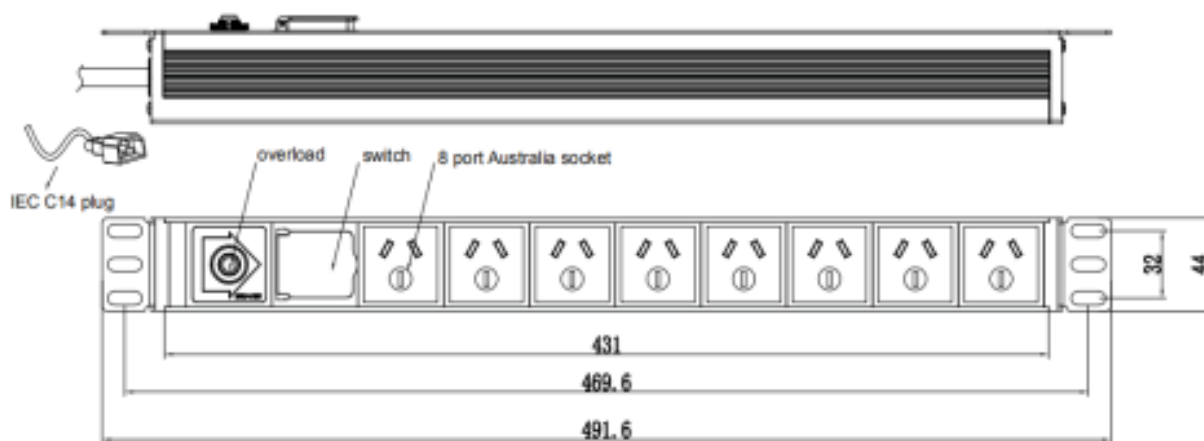 overload
switch
8 port Australia socket
IEC C14 plug
32
44
431
469.6
491.6